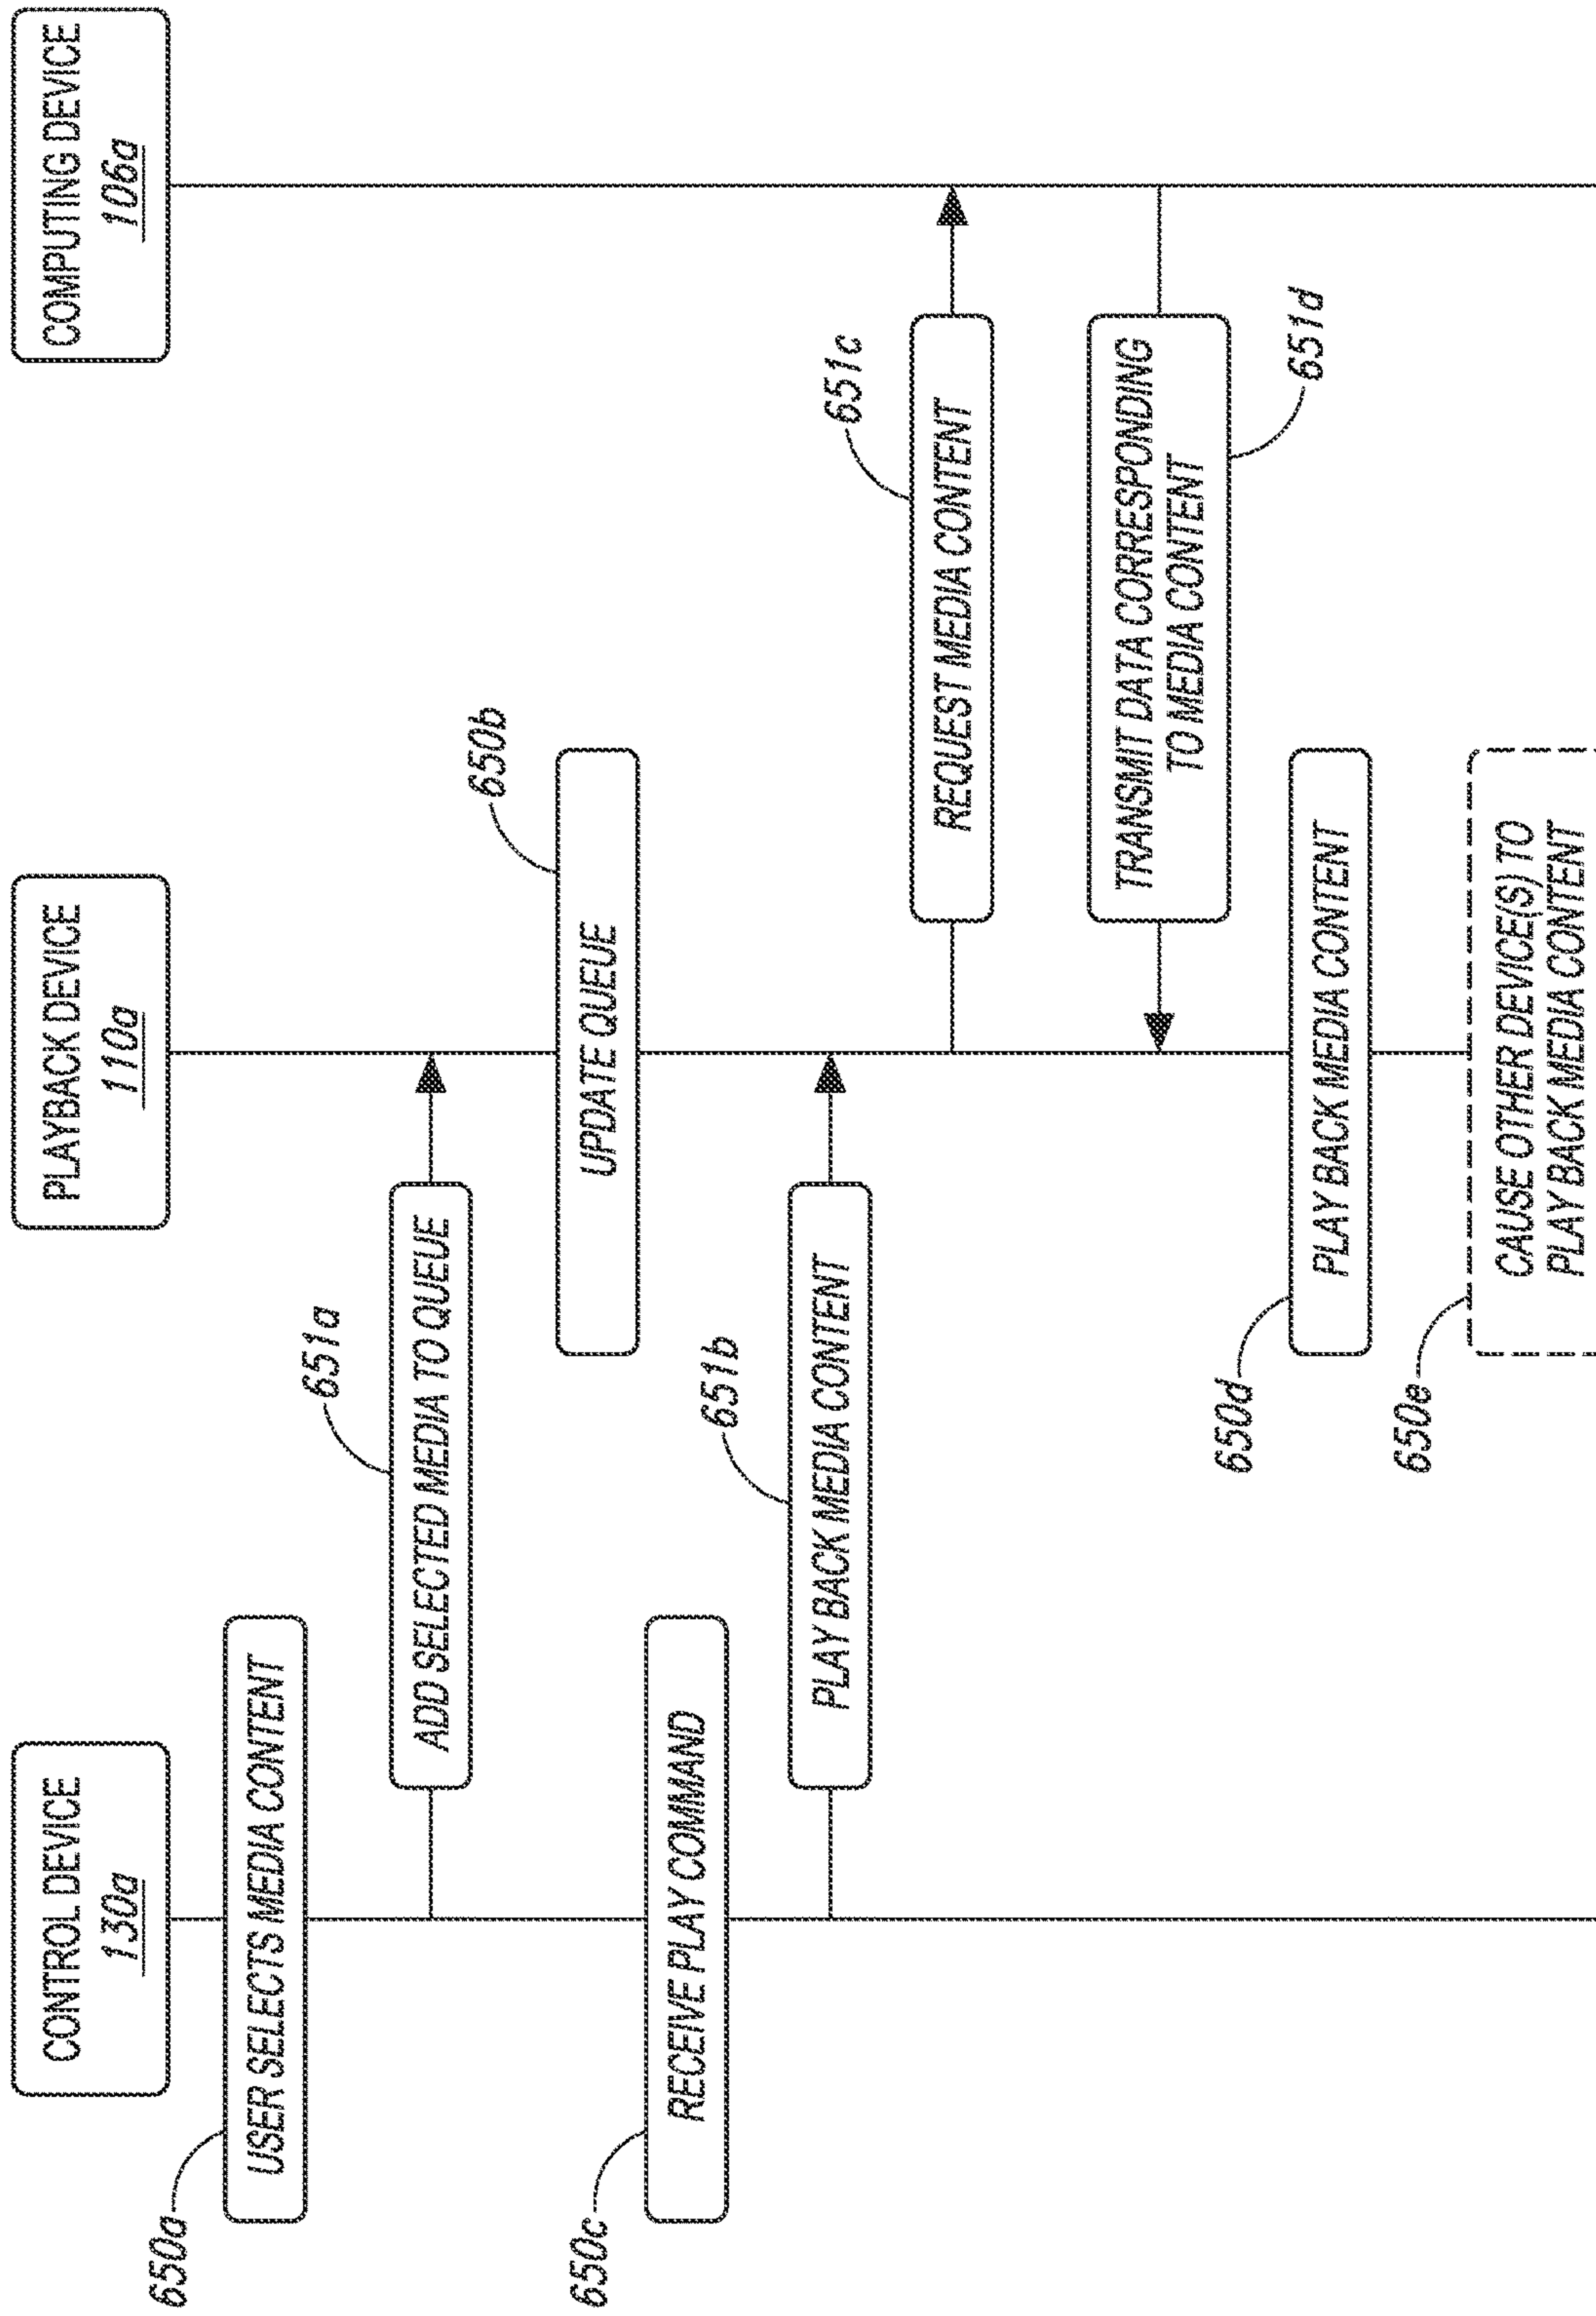 CONTROL DEVICE
130a
PLAYBACK DEVICE
110a
COMPUTING DEVICE
106a
650a
USER SELECTS MEDIA CONTENT
651a
ADD SELECTED MEDIA TO QUEUE
650b
UPDATE QUEUE
650c
RECEIVE PLAY COMMAND
651b
PLAY BACK MEDIA CONTENT
651c
REQUEST MEDIA CONTENT
TRANSMIT DATA CORRESPONDING
TO MEDIA CONTENT
651d
650d
PLAY BACK MEDIA CONTENT
650e
CAUSE OTHER DEVICE(S) TO
PLAY BACK MEDIA CONTENT